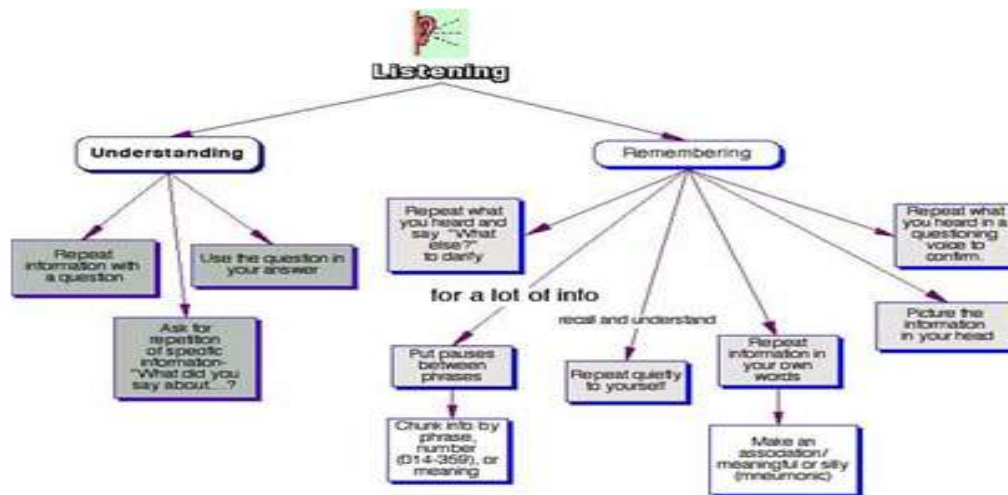 Listening
Understanding
Remembering
Repeat
information with
a question
Use the question in
your answer
Ask for
repetition
of specific
information-
"What did you
say about...?
Repeat what
you heard and
say "What
else?"
to clarify
Repeat what
you heard in a
questioning
voice to
confirm.
for a lot of info
recall and understand
Picture the
information
in your head
Put pauses
between
phrases
Repeat quietly
to yourself
Repeat
information in
your own
words
Chunk info by
phrase,
number
(014-359), or
meaning
Make an
association/
meaningful or silly
(mneumonic)